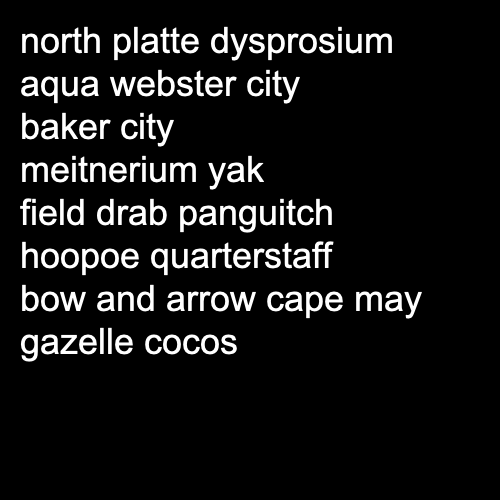 north platte dysprosium
aqua webster city
baker city
meitnerium yak
field drab panguitch
hoopoe quarterstaff
bow and arrow cape may
gazelle cocos